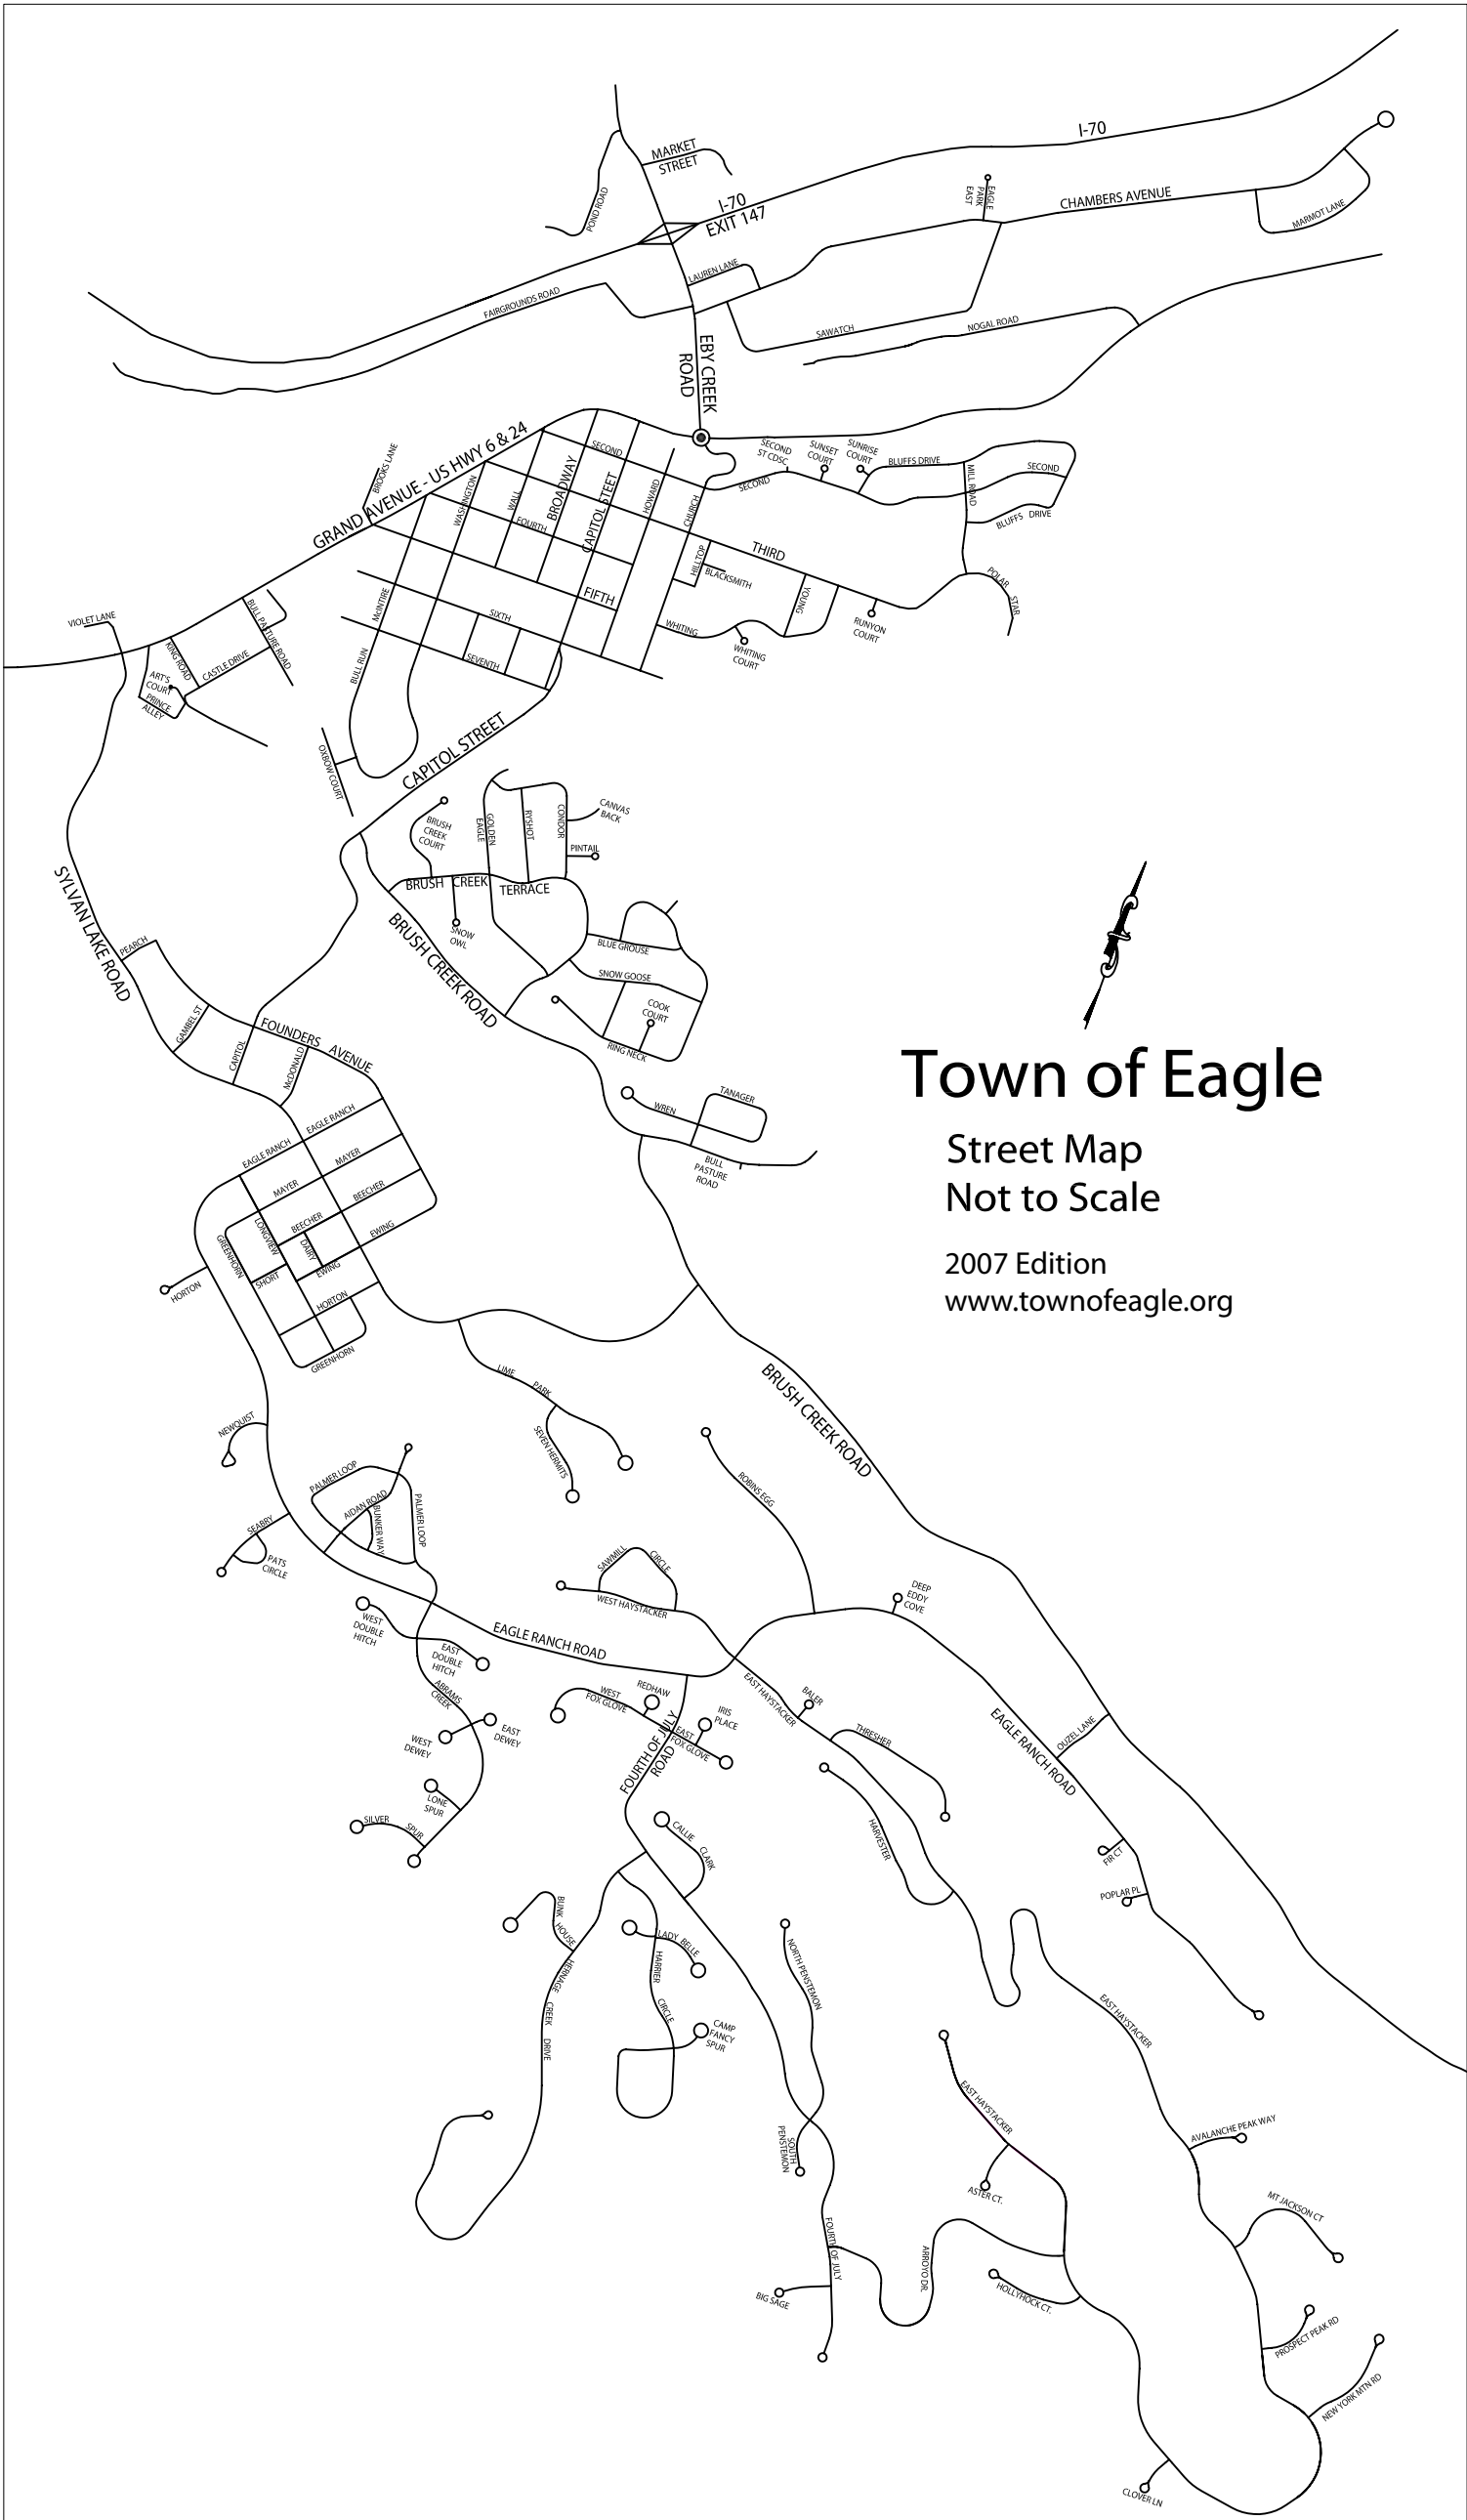 I-70
MARKET
STREET
POND ROAD
I-70
EXIT 147
EAGLE
PARK
EAST
CHAMBERS AVENUE
MARMOT LANE
LAUREN LANE
FAIRGROUNDS ROAD
SAWATCH
NOGAL ROAD
EBY CREEK
ROAD
GRAND AVENUE - US HWY 6 & 24
BROOKS LANE
SECOND
SECOND
ST CDSC
SUNSET
COURT
SUNRISE
COURT
BLUFFS DRIVE
SECOND
SECOND
MILL ROAD
BLUFFS DRIVE
WASHINGTON
WALL
BROADWAY
CAPITOL STEET
HOWARD
CHURCH
FOURTH
THIRD
HILLTOP
BLACKSMITH
YOUNG
POLAR
STAR
RUNYON
COURT
FIFTH
McINTIRE
SIXTH
WHITING
WHITING
COURT
SEVENTH
BULL RUN
VIOLET LANE
KING ROAD
BULL PASTURE ROAD
CASTLE DRIVE
ART'S
COURT
PRINCE
ALLEY
OXBOW COURT
CAPITOL STREET
BRUSH
CREEK
COURT
GOLDEN
EAGLE
RYSHOT
CONDOR
CANVAS
BACK
PINTAIL
BRUSH CREEK
TERRACE
SNOW
OWL
BRUSH CREEK ROAD
BLUE GROUSE
SNOW GOOSE
COOK
COURT
RING NECK
SYLVAN LAKE ROAD
PEARCH
GAMBEL ST
CAPITOL
FOUNDERS AVENUE
McDONALD
Town of Eagle
Street Map
Not to Scale
2007 Edition
www.townofeagle.org
WREN
TANAGER
BULL
PASTURE
ROAD
EAGLE RANCH
EAGLE RANCH
MAYER
MAYER
BEECHER
BEECHER
LONGVIEW
DAIRY
EWING
EWING
GREENHORN
SHORT
HORTON
HORTON
GREENHORN
LIME
PARK
SEVEN HERMITS
BRUSH CREEK ROAD
NEWQUIST
PALMER LOOP
AIDAN ROAD
BUNKER WAY
PALMER LOOP
SEABRY
PATS
CIRCLE
ROBINS EGG
SAWMILL
CIRCLE
WEST HAYSTACKER
DEEP
EDDY
COVE
WEST
DOUBLE
HITCH
EAST
DOUBLE
HITCH
EAGLE RANCH ROAD
ABRAMS
CREEK
WEST
FOX GLOVE
REDHAW
IRIS
PLACE
EAST
FOX GLOVE
EAST HAYSTACKER
BALER
THRESHER
EAGLE RANCH ROAD
OUZEL LANE
FOURTH OF JULY
ROAD
WEST
DEWEY
EAST
DEWEY
LONE
SPUR
SILVER
SPUR
CALLIE
CLARK
HARVESTER
FIR CT
POPLAR PL
BUNK
HOUSE
LADY BELLE
HARRIER
CIRCLE
HERNAGE
CREEK
DRIVE
CAMP
FANCY
SPUR
NORTH PENSTEMON
EAST HAYSTACKER
EAST HAYSTACKER
SOUTH
PENSTEMON
ASTER CT.
AVALANCHE PEAK WAY
MT JACKSON CT
FOURTH OF JULY
ARROYO DR.
BIG SAGE
HOLLYHOCK CT.
PROSPECT PEAK RD
NEW YORK MTN RD
CLOVER LN